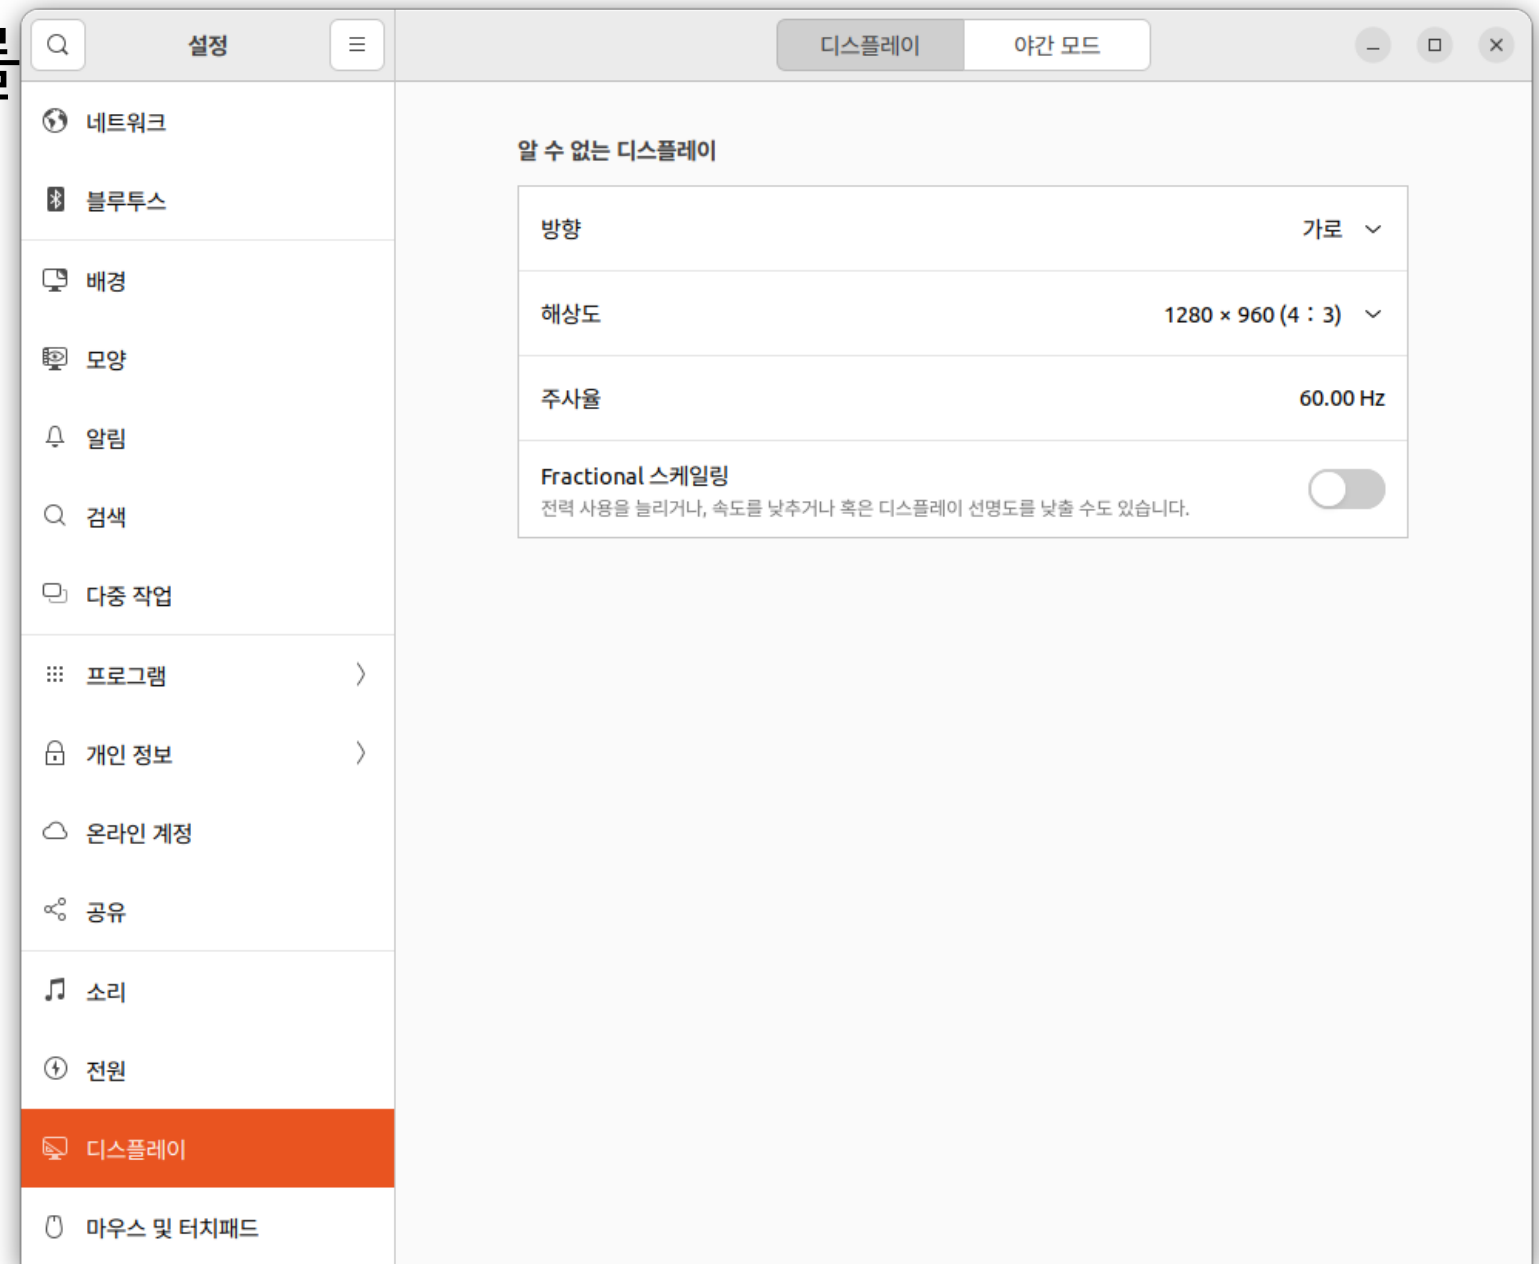 설정
디스플레이
야간 모드
네트워크
블루투스
배경
모양
알림
검색
다중 작업
프로그램
개인 정보
온라인 계정
공유
소리
전원
디스플레이
마우스 및 터치패드
알 수 없는 디스플레이
방향 가로
해상도 1280 × 960 (4 : 3)
주사율 60.00 Hz
Fractional 스케일링
전력 사용을 늘리거나, 속도를 낮추거나 혹은 디스플레이 선명도를 낮출 수도 있습니다.